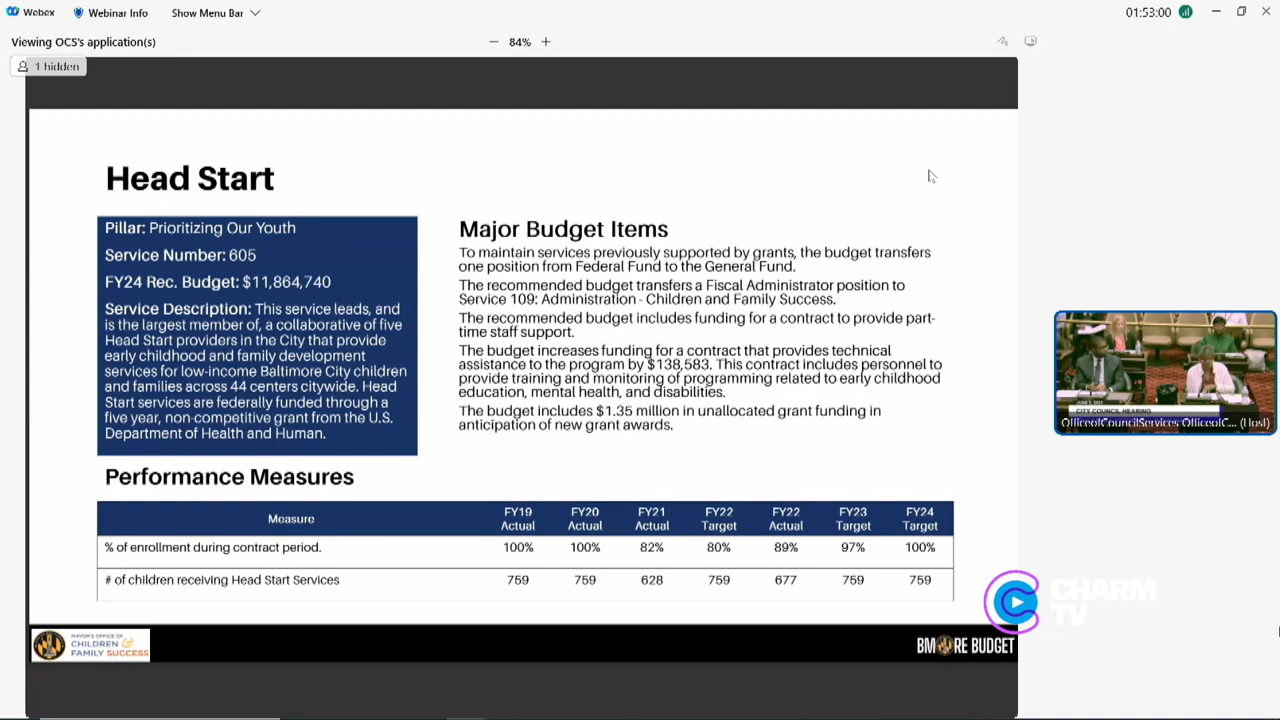 Webex
Webinar Info
Show Menu Bar
01:53:00
Viewing OCS's application(s)
84%
1 hidden
Head Start
Pillar: Prioritizing Our Youth
Service Number: 605
FY24 Rec. Budget: $11,864,740
Service Description: This service leads, and
is the largest member of, a collaborative of five
Head Start providers in the City that provide
early childhood and family development
services for low-income Baltimore City children
and families across 44 centers citywide. Head
Start services are federally funded through a
five year, non-competitive grant from the U.S.
Department of Health and Human.
Major Budget Items
To maintain services previously supported by grants, the budget transfers
one position from Federal Fund to the General Fund.
The recommended budget transfers a Fiscal Administrator position to
Service 109: Administration - Children and Family Success.
The recommended budget includes funding for a contract to provide part-
time staff support.
The budget increases funding for a contract that provides technical
assistance to the program by $138,583. This contract includes personnel to
provide training and monitoring of programming related to early childhood
education, mental health, and disabilities.
The budget includes $1.35 million in unallocated grant funding in
anticipation of new grant awards.
CITY COUNCIL HEARING
OfficeofCouncilServices OfficeofC... (Host)
Performance Measures
Measure FY19 Actual FY20 Actual FY21 Actual FY22 Target FY22 Actual FY23 Target FY24 Target
% of enrollment during contract period. 100% 100% 82% 80% 89% 97% 100%
# of children receiving Head Start Services 759 759 628 759 677 759 759
CHARM
TV
MAYOR'S OFFICE OF
CHILDREN &
FAMILY SUCCESS
BMORE BUDGET